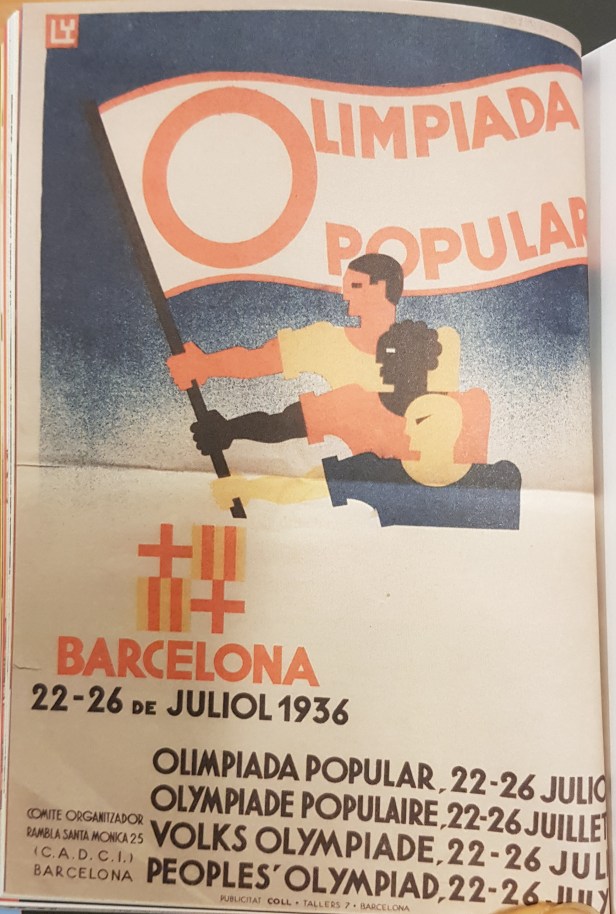 LY
OLIMPIADA
POPULAR
BARCELONA
22-26 DE JULIOL 1936
OLIMPIADA POPULAR, 22-26 JULIO
OLYMPIADE POPULAIRE, 22-26 JUILLET
VOLKS OLYMPIADE, 22-26 JUL
PEOPLES' OLYMPIAD, 22-26 JULY
COMITE ORGANITZADOR
RAMBLA SANTA MONICA 25
(C.A.D.C.I.)
BARCELONA
PUBLICITAT COLL • TALLERS 7 • BARCELONA